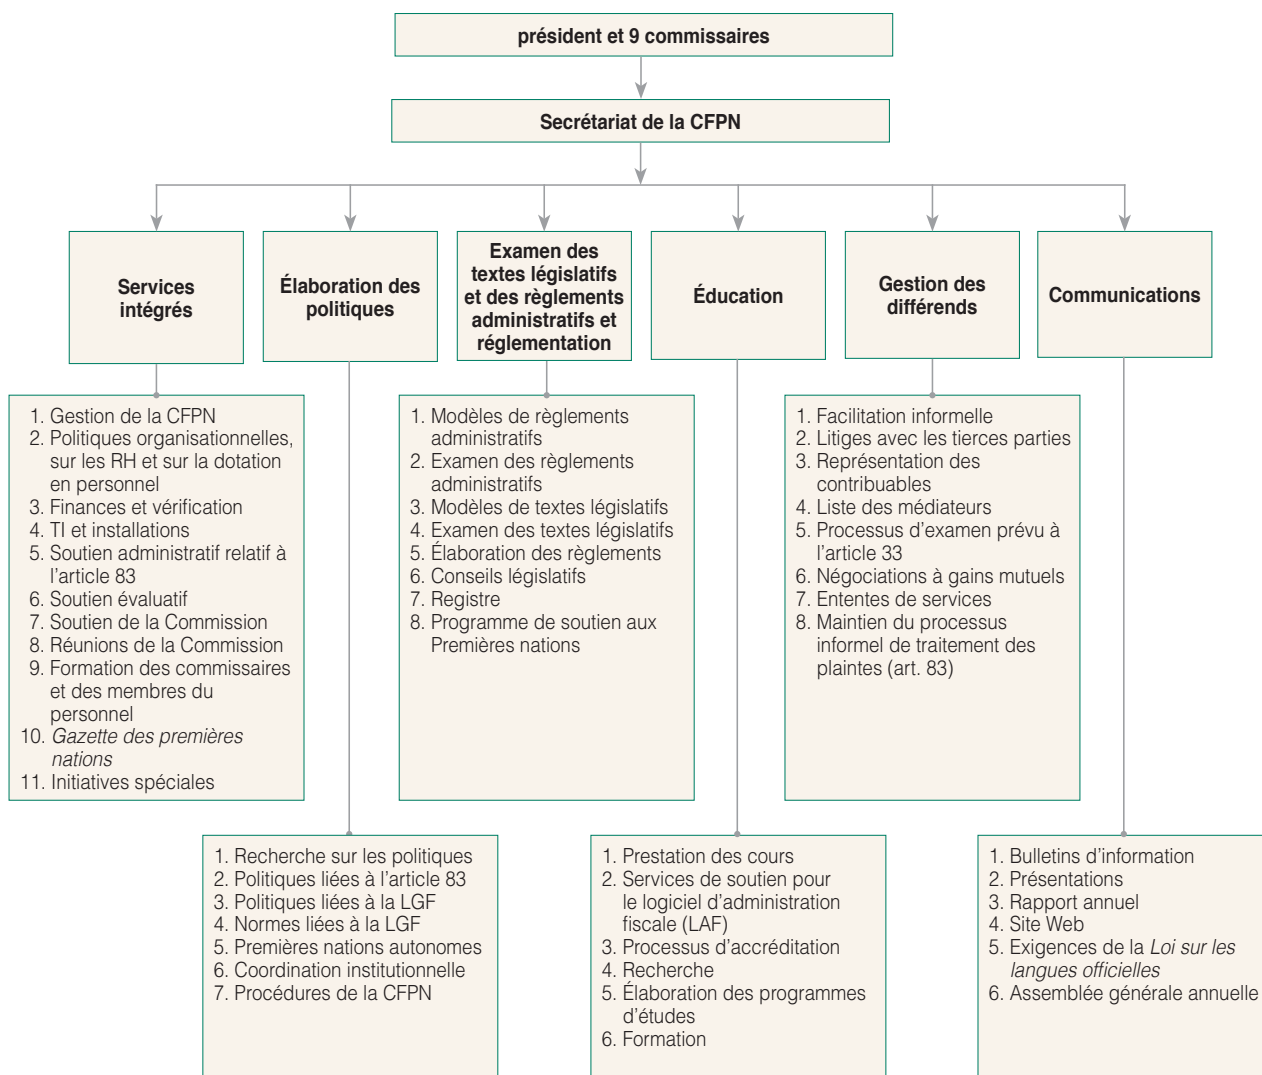 président et 9 commissaires
Secrétariat de la CFPN
Services
intégrés
Élaboration des
politiques
Examen des
textes législatifs
et des règlements
administratifs et
réglementation
Éducation
Gestion des
différends
Communications
1. Gestion de la CFPN
2. Politiques organisationnelles,
sur les RH et sur la dotation
en personnel
3. Finances et vérification
4. TI et installations
5. Soutien administratif relatif à
l'article 83
6. Soutien évaluatif
7. Soutien de la Commission
8. Réunions de la Commission
9. Formation des commissaires
et des membres du
personnel
10. Gazette des premières
nations
11. Initiatives spéciales
1. Modèles de règlements
administratifs
2. Examen des règlements
administratifs
3. Modèles de textes législatifs
4. Examen des textes législatifs
5. Élaboration des règlements
6. Conseils législatifs
7. Registre
8. Programme de soutien aux
Premières nations
1. Facilitation informelle
2. Litiges avec les tierces parties
3. Représentation des
contribuables
4. Liste des médiateurs
5. Processus d'examen prévu à
l'article 33
6. Négociations à gains mutuels
7. Ententes de services
8. Maintien du processus
informel de traitement des
plaintes (art. 83)
1. Recherche sur les politiques
2. Politiques liées à l'article 83
3. Politiques liées à la LGF
4. Normes liées à la LGF
5. Premières nations autonomes
6. Coordination institutionnelle
7. Procédures de la CFPN
1. Prestation des cours
2. Services de soutien pour
le logiciel d'administration
fiscale (LAF)
3. Processus d'accréditation
4. Recherche
5. Élaboration des programmes
d'études
6. Formation
1. Bulletins d'information
2. Présentations
3. Rapport annuel
4. Site Web
5. Exigences de la Loi sur les
langues officielles
6. Assemblée générale annuelle